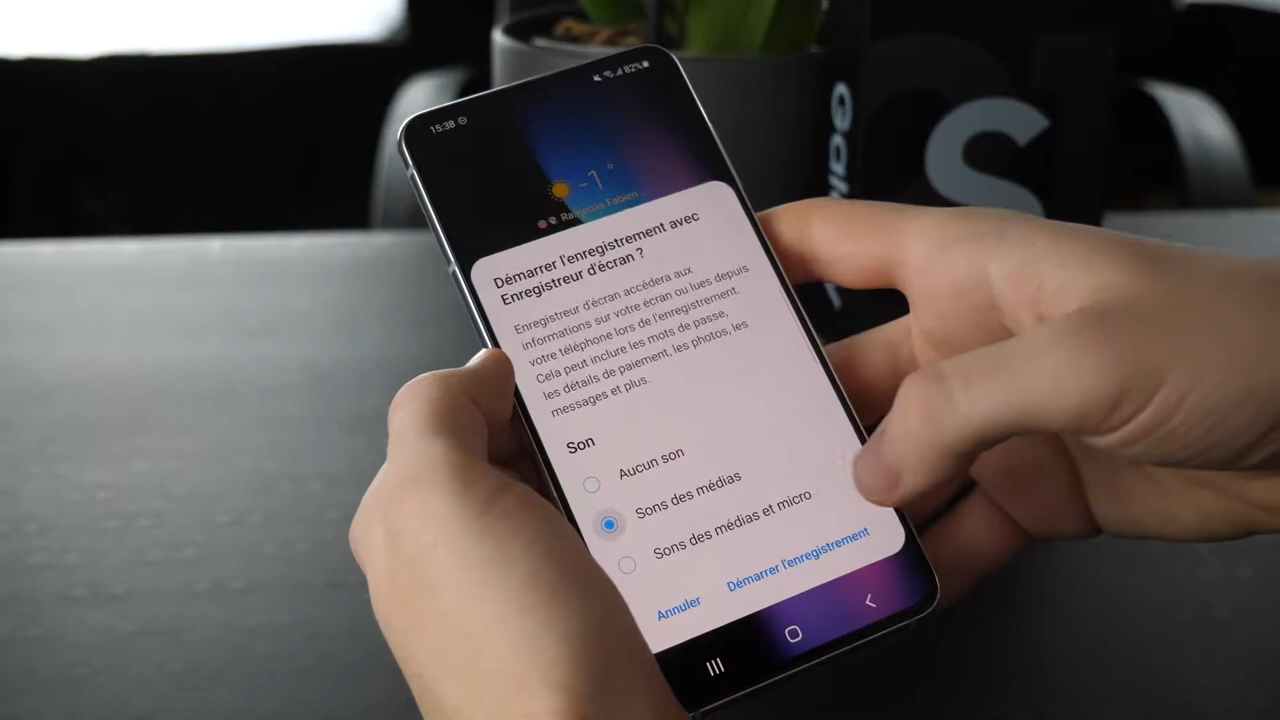 15:38
82%
-1°
Démarrer l'enregistrement avec
Enregistreur d'écran ?
Enregistreur d'écran accédera aux
informations sur votre écran ou lues depuis
votre téléphone lors de l'enregistrement.
Cela peut inclure les mots de passe,
les détails de paiement, les photos, les
messages et plus.
Son
Aucun son
Sons des médias
Sons des médias et micro
Annuler
Démarrer l'enregistrement
S